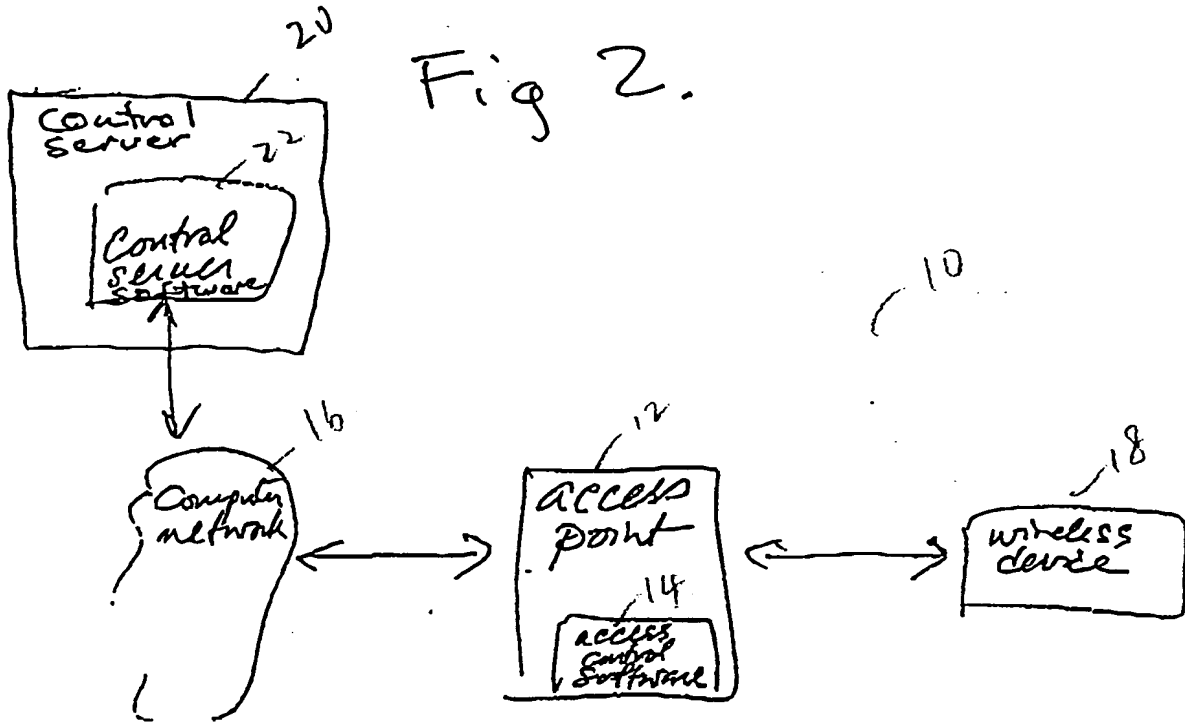 20
Fig 2.
Control
server
22
Control
server
software
10
16
Computer
network
12
access
point
14
access
control
software
18
wireless
device